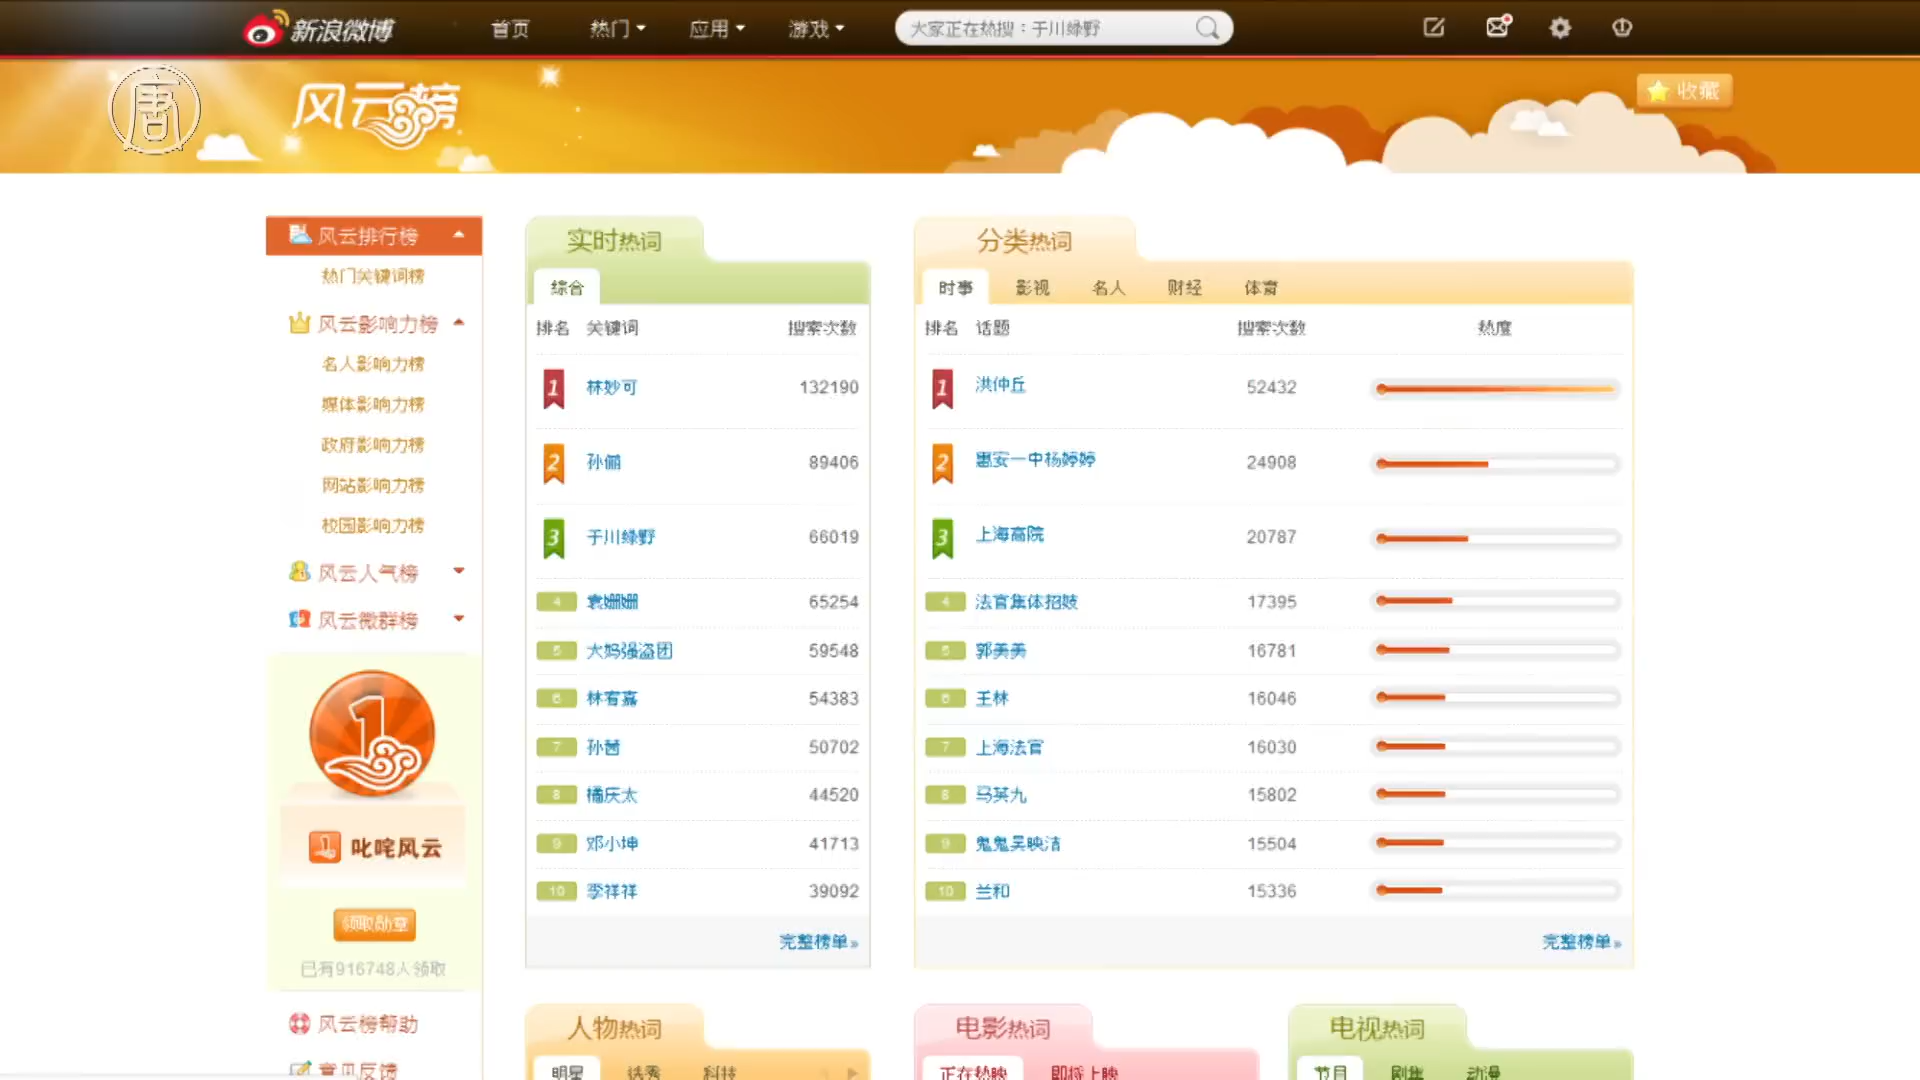 新浪微博 首页 热门 应用 游戏 大家正在热搜：于川绿野
唐 风云榜 收藏
风云排行榜
热门关键词榜
风云影响力榜
名人影响力榜
媒体影响力榜
政府影响力榜
网站影响力榜
校园影响力榜
风云人气榜
风云微群榜
1
叱咤风云
领取勋章
已有916748人领取
风云榜帮助
意见反馈
实时热词
综合
排名 关键词 搜索次数
1 林妙可 132190
2 孙俪 89406
3 于川绿野 66019
4 袁姗姗 65254
5 大妈强盗团 59548
6 林宥嘉 54383
7 孙茜 50702
8 橘庆太 44520
9 邓小坤 41713
10 李祥祥 39092
完整榜单»
分类热词
时事 影视 名人 财经 体育
排名 话题 搜索次数 热度
1 洪仲丘 52432
2 惠安一中杨婷婷 24908
3 上海高院 20787
4 法官集体招妓 17395
5 郭美美 16781
6 王林 16046
7 上海法官 16030
8 马英九 15802
9 鬼鬼吴映洁 15504
10 兰和 15336
完整榜单»
人物热词
明星 选秀 科技
电影热词
正在热映 即将上映
电视热词
节目 剧集 动漫